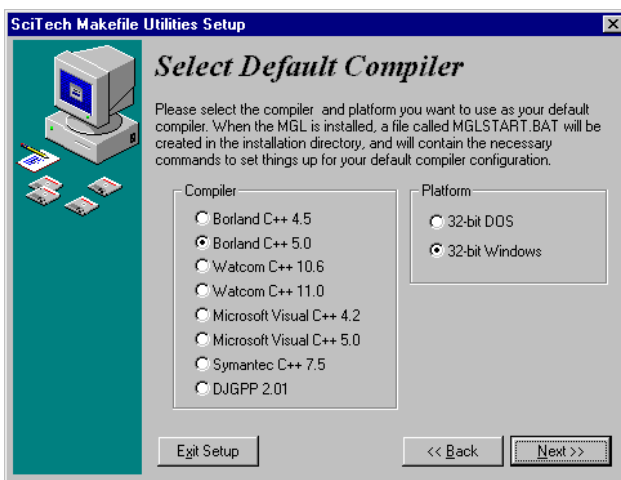 SciTech Makefile Utilities Setup
Select Default Compiler
Please select the compiler and platform you want to use as your default
compiler. When the MGL is installed, a file called MGLSTART.BAT will be
created in the installation directory, and will contain the necessary
commands to set things up for your default compiler configuration.
Compiler
Borland C++ 4.5
Borland C++ 5.0
Watcom C++ 10.6
Watcom C++ 11.0
Microsoft Visual C++ 4.2
Microsoft Visual C++ 5.0
Symantec C++ 7.5
DJGPP 2.01
Platform
32-bit DOS
32-bit Windows
Exit Setup
<< Back
Next >>